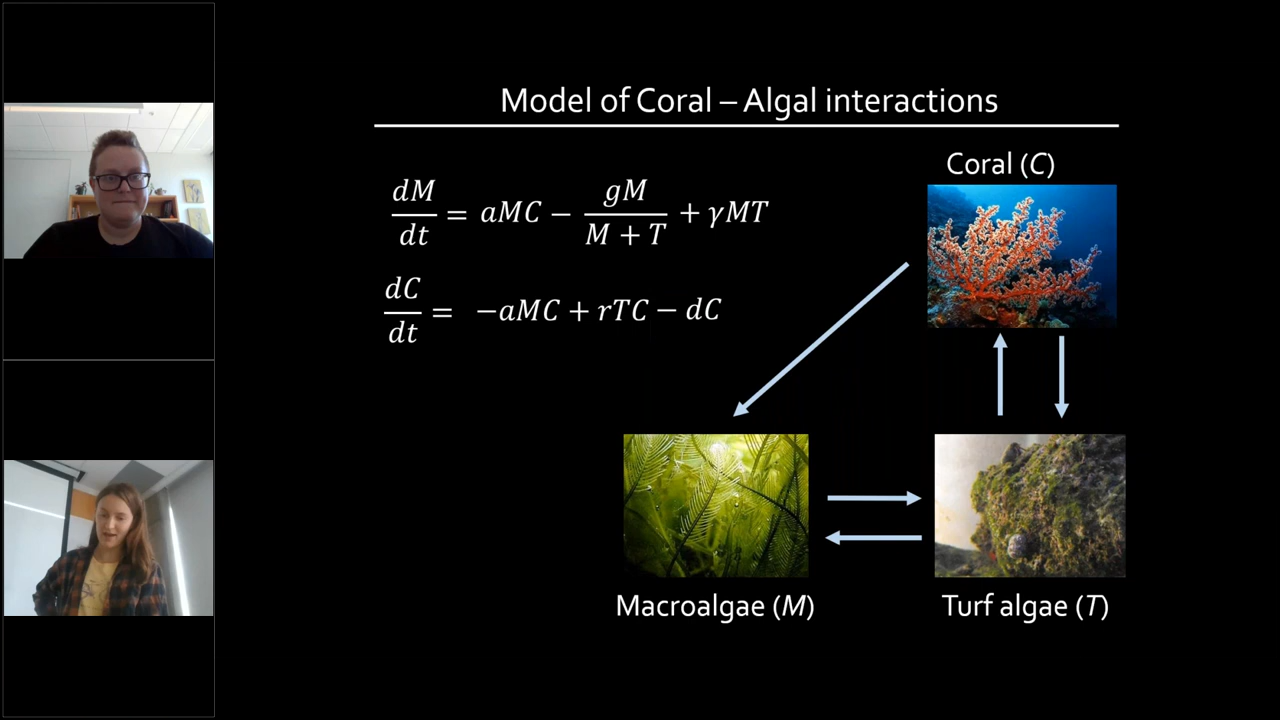 Model of Coral – Algal interactions
Coral (C)
dM/dt = aMC − gM/(M + T) + γMT
dC/dt = −aMC + rTC − dC
Macroalgae (M)
Turf algae (T)